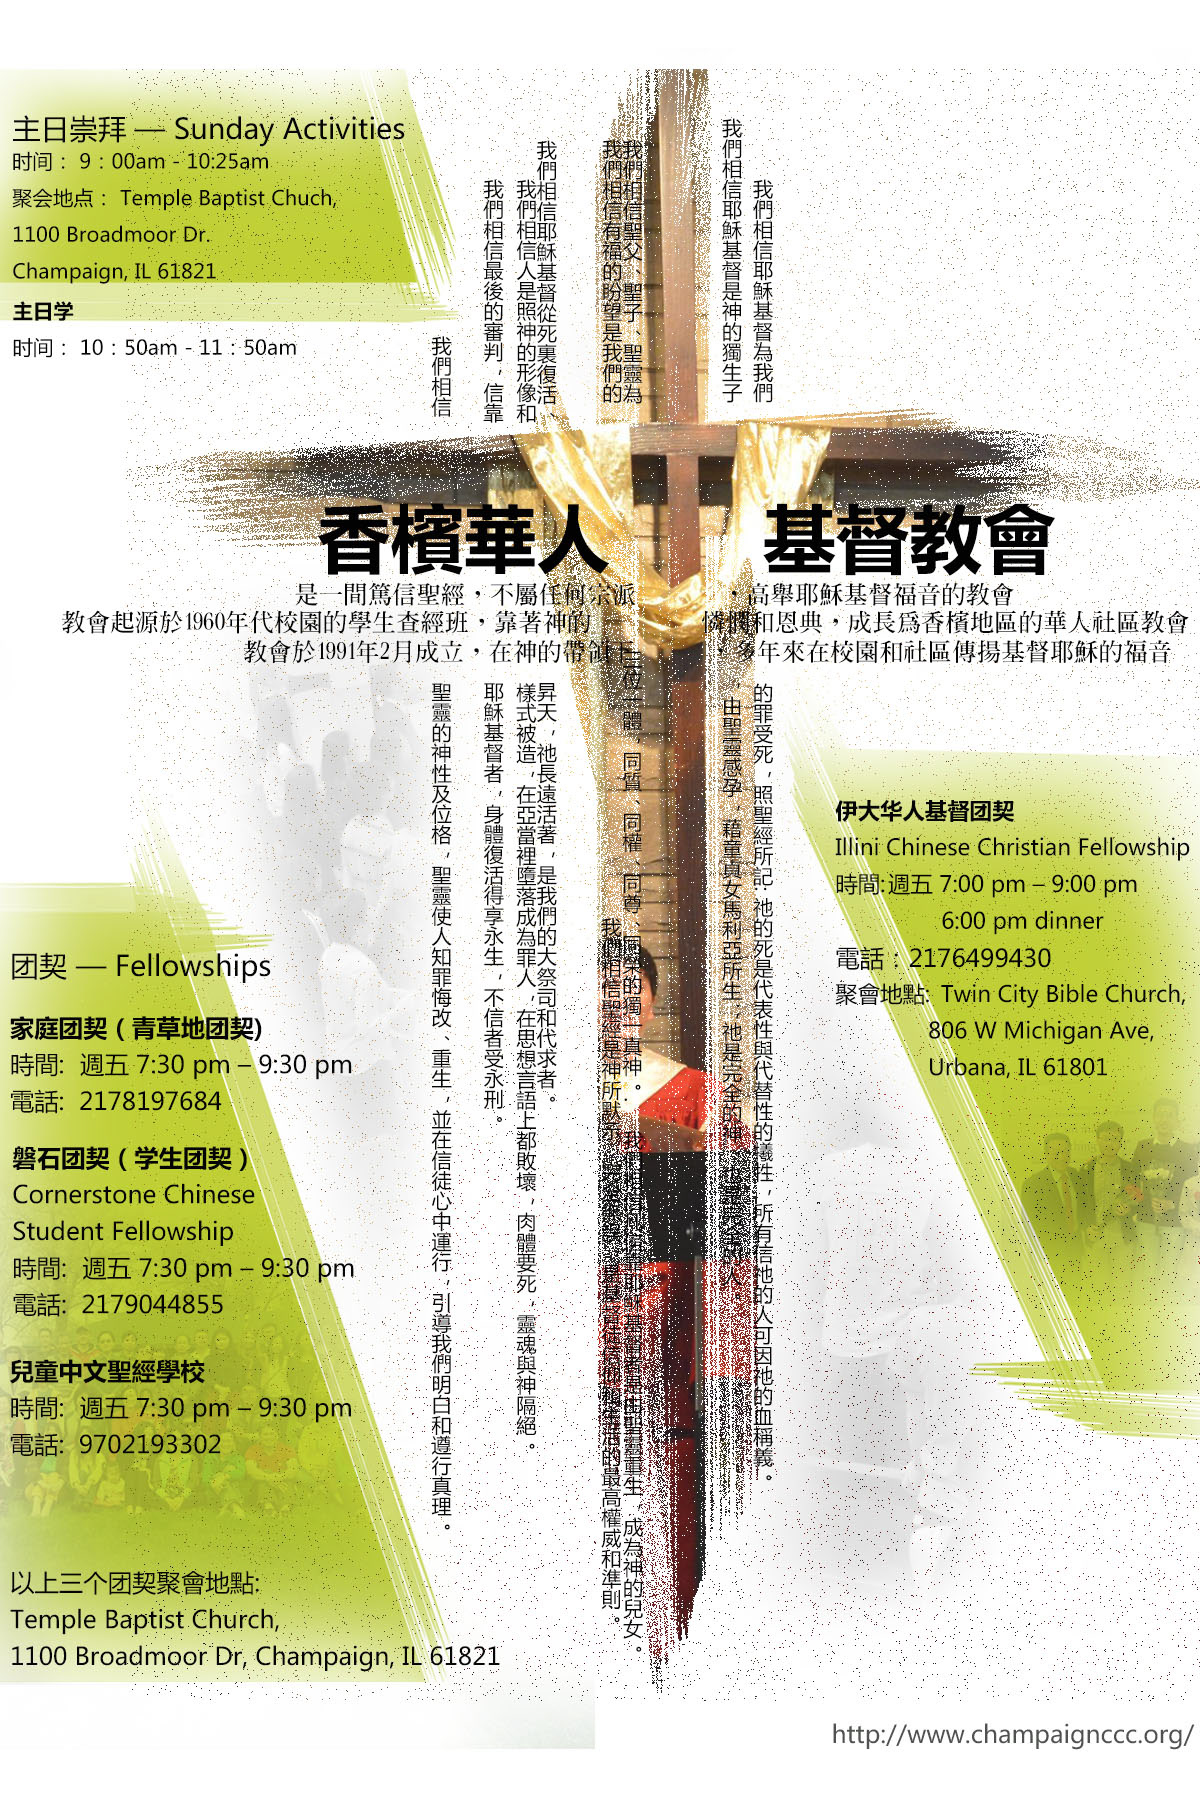 主日崇拜 — Sunday Activities
时间： 9：00am - 10:25am
聚会地点： Temple Baptist Chuch,
1100 Broadmoor Dr.
Champaign, IL 61821
主日学
时间： 10：50am - 11：50am
香檳華人 基督教會
是一間篤信聖經，不屬任何宗派，高舉耶穌基督福音的教會
教會起源於1960年代校園的學生查經班，靠著神的憐憫和恩典，成長爲香檳地區的華人社區教會
教會於1991年2月成立，在神的帶領下，多年來在校園和社區傳揚基督耶穌的福音
我們相信耶穌基督為我們的罪受死，照聖經所記：祂的死是代表性與代替性的犧牲，所有信祂的人可因祂的血稱義。
我們相信耶穌基督是神的獨生子，由聖靈感孕，藉童貞女馬利亞所生，祂是完全的神
我們相信聖父、聖子、聖靈為三位一體，同質、同權、同尊、同榮的獨一真神。
聖靈重生，成為神的兒女。
我們相信有福的盼望是我們的
我們相信聖經是神所默示
的最高權威和準則。
我們相信耶穌基督從死裏復活、昇天，祂長遠活著，是我們的大祭司和代求者。
我們相信人是照神的形像和樣式被造，在亞當裡墮落成為罪人，在思想言語上都敗壞，肉體要死，靈魂與神隔絕。
我們相信最後的審判，信靠耶穌基督者，身體復活得享永生，不信者受永刑。
我們相信聖靈的神性及位格，聖靈使人知罪悔改、重生，並在信徒心中運行，引導我們明白和遵行真理。
伊大华人基督团契
Illini Chinese Christian Fellowship
時間:週五 7:00 pm – 9:00 pm
6:00 pm dinner
電話：2176499430
聚會地點: Twin City Bible Church,
806 W Michigan Ave,
Urbana, IL 61801
团契 — Fellowships
家庭团契（青草地团契)
時間: 週五 7:30 pm – 9:30 pm
電話: 2178197684
磐石团契（学生团契）
Cornerstone Chinese
Student Fellowship
時間: 週五 7:30 pm – 9:30 pm
電話: 2179044855
兒童中文聖經學校
時間: 週五 7:30 pm – 9:30 pm
電話: 9702193302
以上三个团契聚會地點:
Temple Baptist Church,
1100 Broadmoor Dr, Champaign, IL 61821
http://www.champaignccc.org/